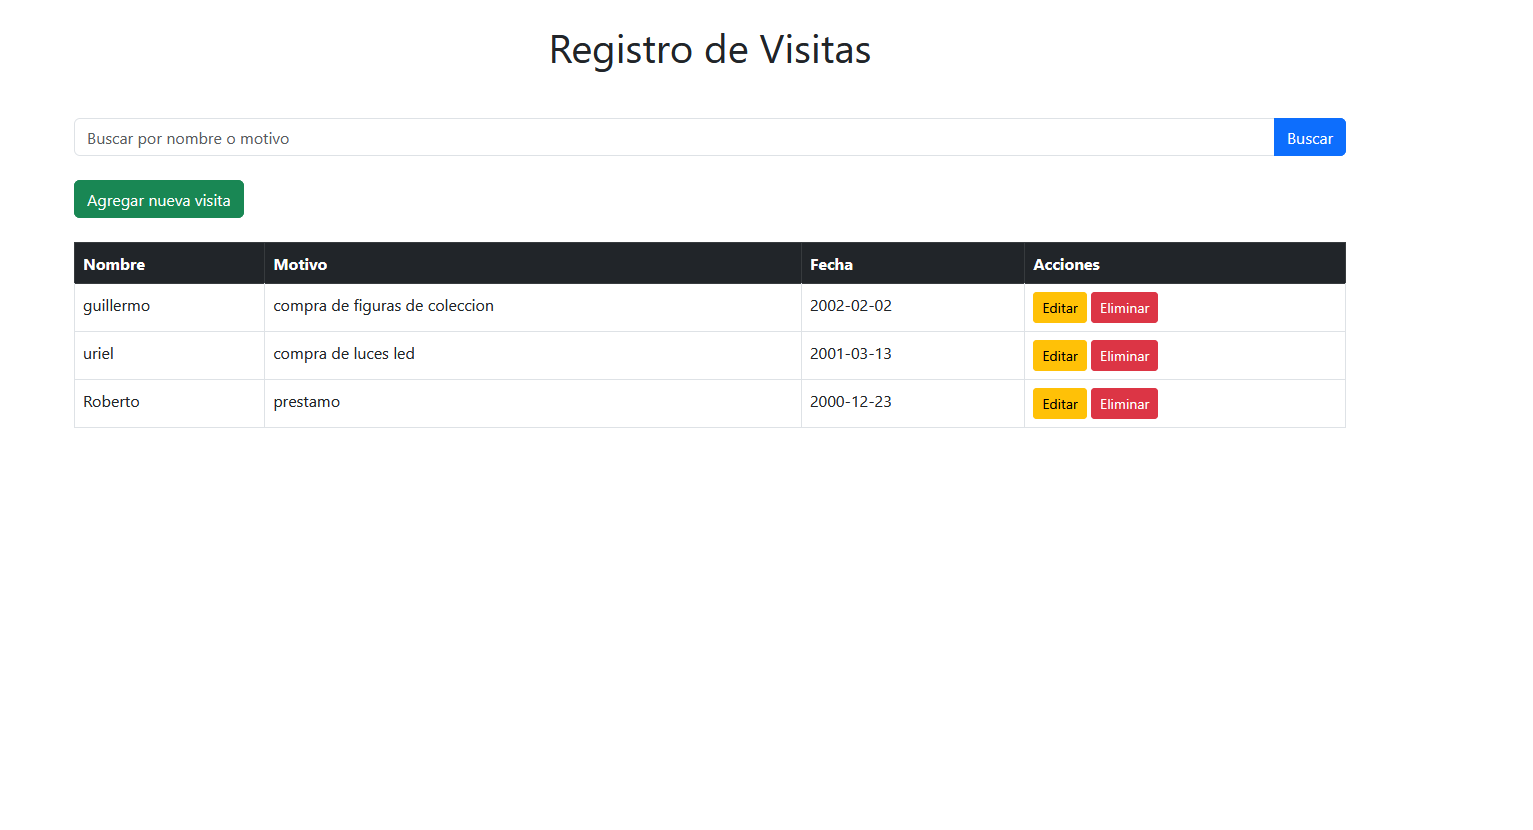 Registro de Visitas
Buscar por nombre o motivo Buscar
Agregar nueva visita
Nombre Motivo Fecha Acciones
guillermo compra de figuras de coleccion 2002-02-02 Editar Eliminar
uriel compra de luces led 2001-03-13 Editar Eliminar
Roberto prestamo 2000-12-23 Editar Eliminar